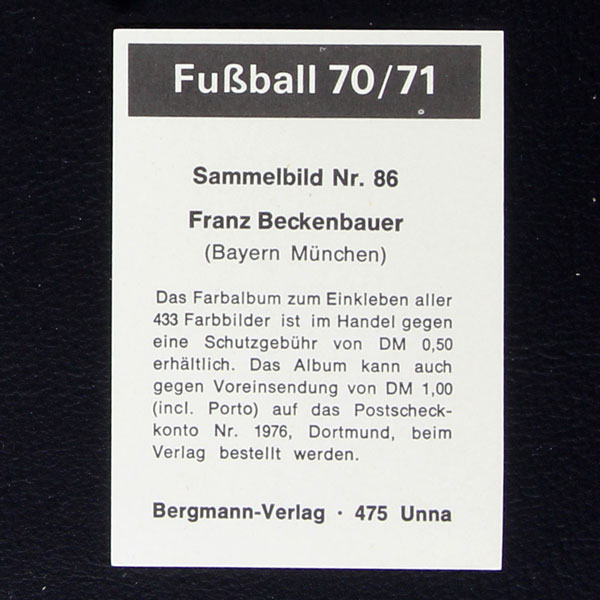 Fußball 70/71
Sammelbild Nr. 86
Franz Beckenbauer
(Bayern München)
Das Farbalbum zum Einkleben aller
433 Farbbilder ist im Handel gegen
eine Schutzgebühr von DM 0,50
erhältlich. Das Album kann auch
gegen Voreinsendung von DM 1,00
(incl. Porto) auf das Postscheck-
konto Nr. 1976, Dortmund, beim
Verlag bestellt werden.
Bergmann-Verlag · 475 Unna